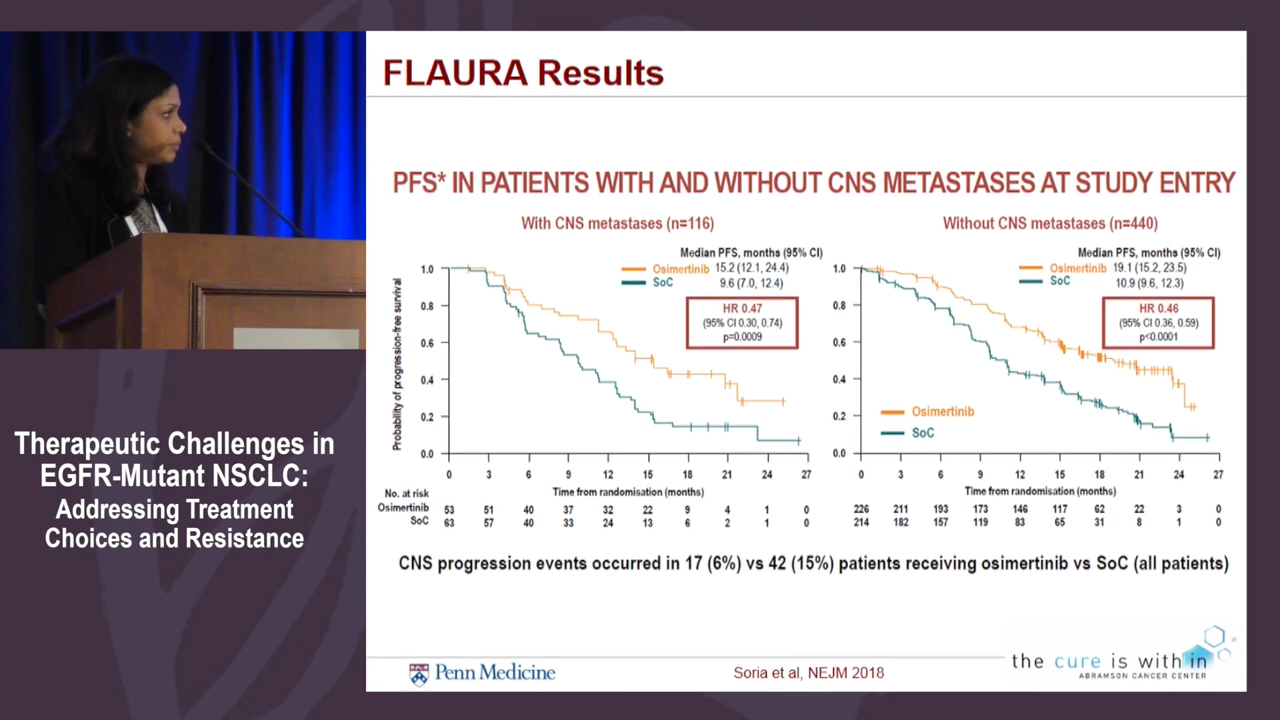 FLAURA Results
PFS* IN PATIENTS WITH AND WITHOUT CNS METASTASES AT STUDY ENTRY
With CNS metastases (n=116)
Median PFS, months (95% CI)
Osimertinib 15.2 (12.1, 24.4)
SoC 9.6 (7.0, 12.4)
HR 0.47
(95% CI 0.30, 0.74)
p=0.0009
Probability of progression-free survival
1.0
0.8
0.6
0.4
0.2
0.0
0 3 6 9 12 15 18 21 24 27
Time from randomisation (months)
No. at risk
Osimertinib 53 51 40 37 32 22 9 4 1 0
SoC 63 57 40 33 24 13 6 2 1 0
Without CNS metastases (n=440)
Median PFS, months (95% CI)
Osimertinib 19.1 (15.2, 23.5)
SoC 10.9 (9.6, 12.3)
HR 0.46
(95% CI 0.36, 0.59)
p<0.0001
1.0
0.8
0.6
0.4
0.2
0.0
Osimertinib
SoC
0 3 6 9 12 15 18 21 24 27
Time from randomisation (months)
226 211 193 173 146 117 62 22 3 0
214 182 157 119 83 65 31 8 1 0
CNS progression events occurred in 17 (6%) vs 42 (15%) patients receiving osimertinib vs SoC (all patients)
Penn Medicine
Soria et al, NEJM 2018
the cure is within
ABRAMSON CANCER CENTER
Therapeutic Challenges in
EGFR-Mutant NSCLC:
Addressing Treatment
Choices and Resistance